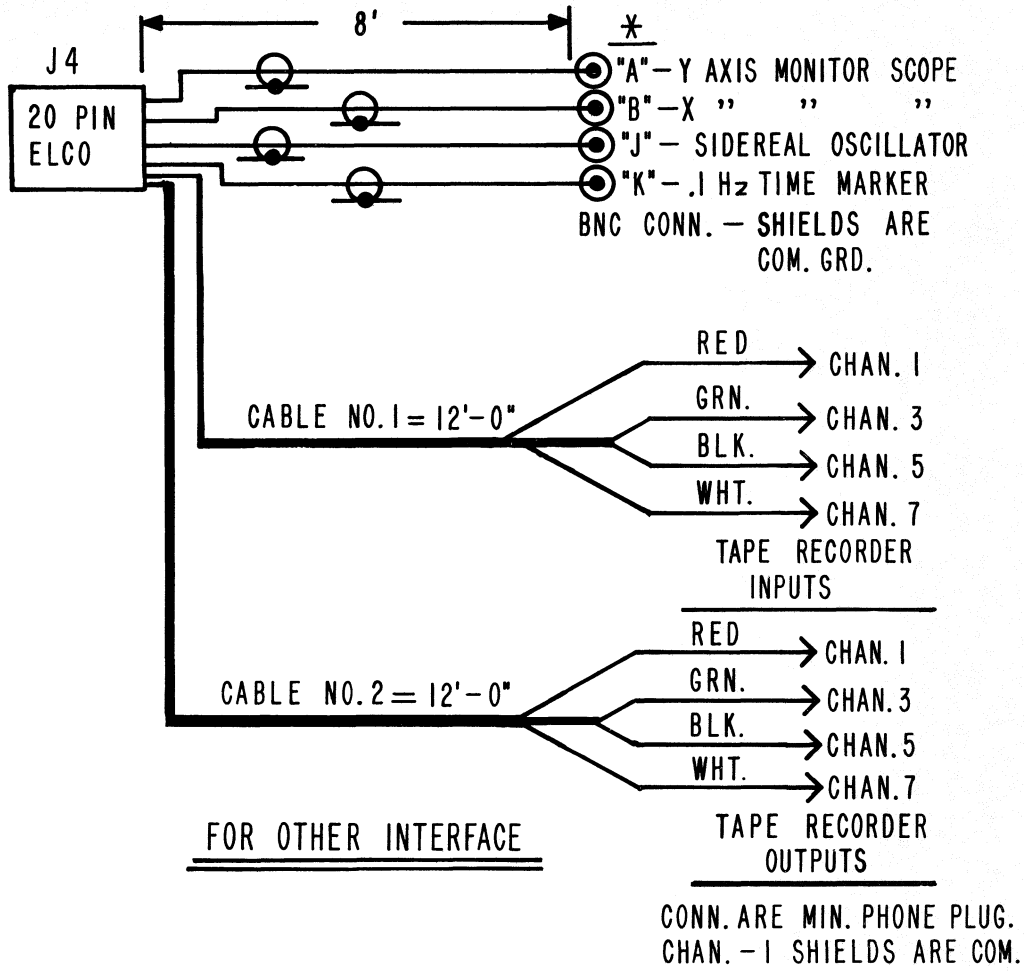 8'
*
J4
20 PIN
ELCO
"A" – Y AXIS MONITOR SCOPE
"B" – X " " "
"J" – SIDEREAL OSCILLATOR
"K" – .1 Hz TIME MARKER
BNC CONN. – SHIELDS ARE
COM. GRD.
CABLE NO. 1 = 12'-0"
RED CHAN. 1
GRN. CHAN. 3
BLK. CHAN. 5
WHT. CHAN. 7
TAPE RECORDER
INPUTS
CABLE NO. 2 = 12'-0"
RED CHAN. 1
GRN. CHAN. 3
BLK. CHAN. 5
WHT. CHAN. 7
TAPE RECORDER
OUTPUTS
FOR OTHER INTERFACE
CONN. ARE MIN. PHONE PLUG.
CHAN. – 1 SHIELDS ARE COM.